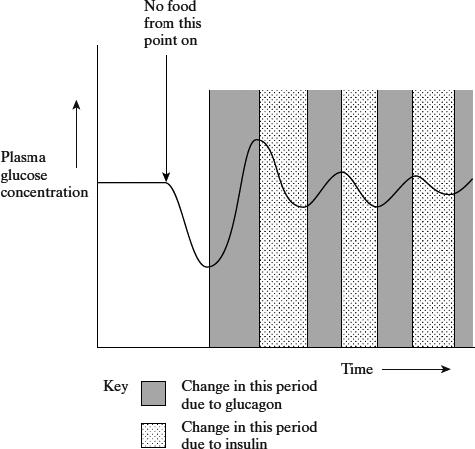 No food
from this
point on
Plasma
glucose
concentration
Time
Key
Change in this period
due to glucagon
Change in this period
due to insulin